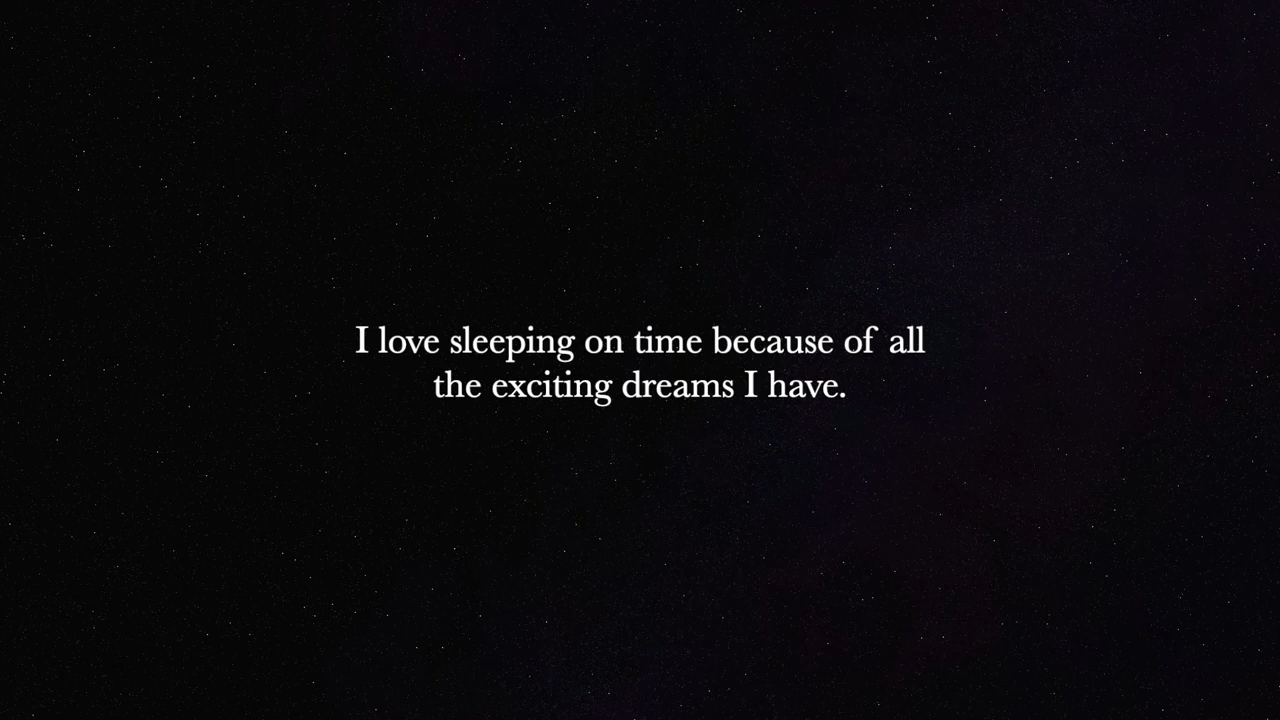 I love sleeping on time because of all
the exciting dreams I have.